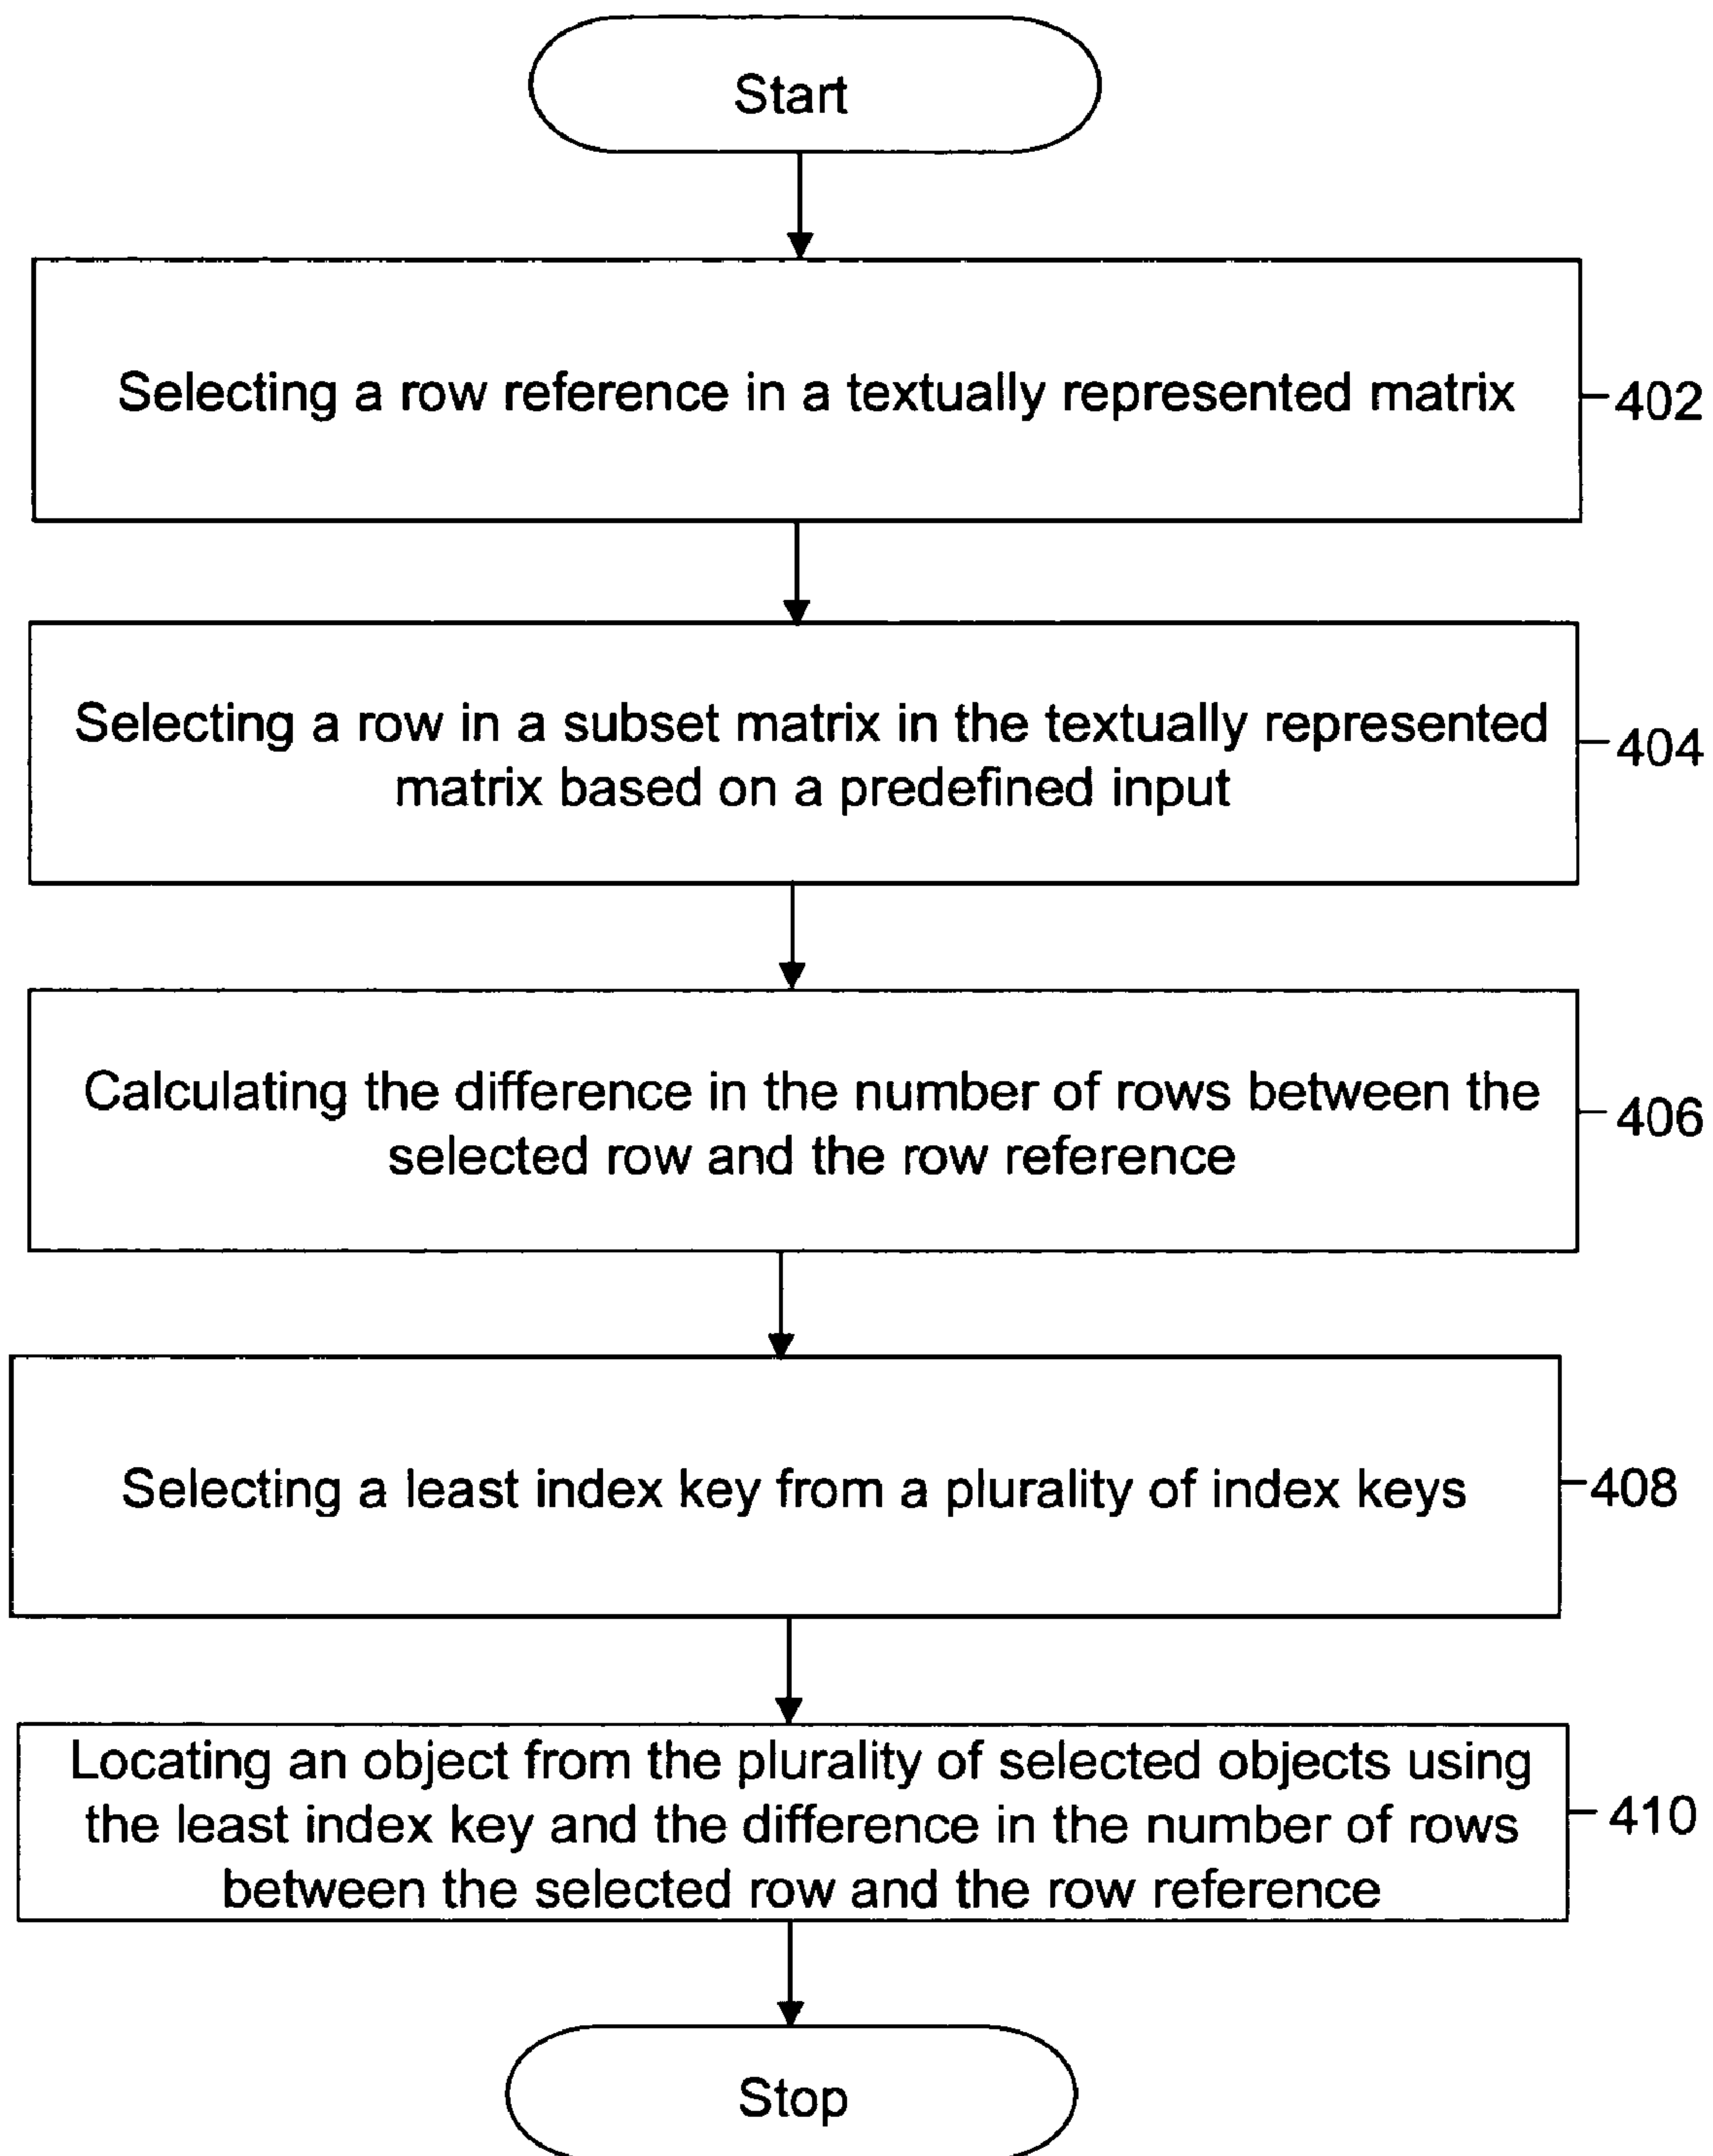 Start
Selecting a row reference in a textually represented matrix
402
Selecting a row in a subset matrix in the textually represented
matrix based on a predefined input
404
Calculating the difference in the number of rows between the
selected row and the row reference
406
Selecting a least index key from a plurality of index keys
408
Locating an object from the plurality of selected objects using
the least index key and the difference in the number of rows
between the selected row and the row reference
410
Stop